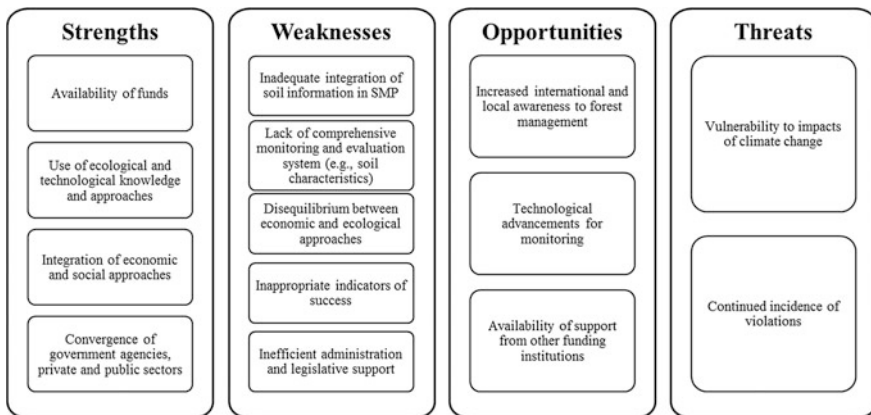 Strengths
Availability of funds
Use of ecological and
technological knowledge
and approaches
Integration of economic
and social approaches
Convergence of
government agencies,
private and public sectors
Weaknesses
Inadequate integration of
soil information in SMP
Lack of comprehensive
monitoring and evaluation
system (e.g., soil
characteristics)
Disequilibrium between
economic and ecological
approaches
Inappropriate indicators of
success
Inefficient administration
and legislative support
Opportunities
Increased international and
local awareness to forest
management
Technological
advancements for
monitoring
Availability of support
from other funding
institutions
Threats
Vulnerability to impacts
of climate change
Continued incidence of
violations